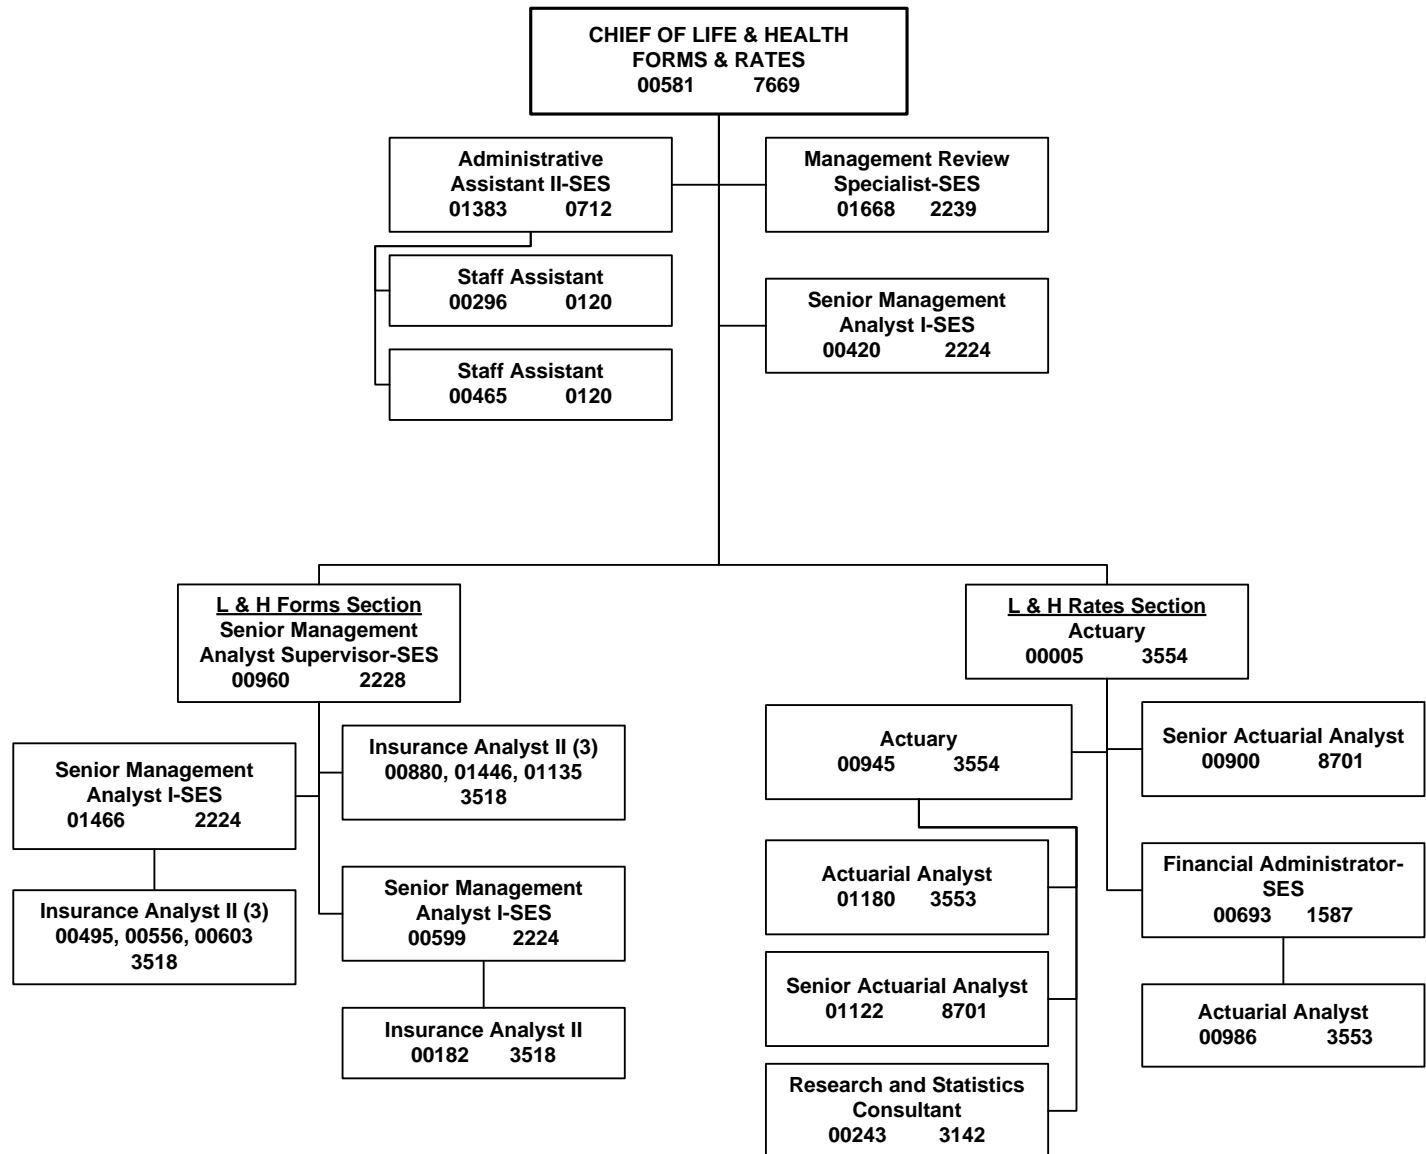 CHIEF OF LIFE & HEALTH
FORMS & RATES
00581 7669
Administrative
Assistant II-SES
01383 0712
Management Review
Specialist-SES
01668 2239
Staff Assistant
00296 0120
Senior Management
Analyst I-SES
00420 2224
Staff Assistant
00465 0120
L & H Forms Section
Senior Management
Analyst Supervisor-SES
00960 2228
L & H Rates Section
Actuary
00005 3554
Senior Management
Analyst I-SES
01466 2224
Insurance Analyst II (3)
00495, 00556, 00603
3518
Insurance Analyst II (3)
00880, 01446, 01135
3518
Senior Management
Analyst I-SES
00599 2224
Insurance Analyst II
00182 3518
Actuary
00945 3554
Actuarial Analyst
01180 3553
Senior Actuarial Analyst
01122 8701
Research and Statistics
Consultant
00243 3142
Senior Actuarial Analyst
00900 8701
Financial Administrator-
SES
00693 1587
Actuarial Analyst
00986 3553